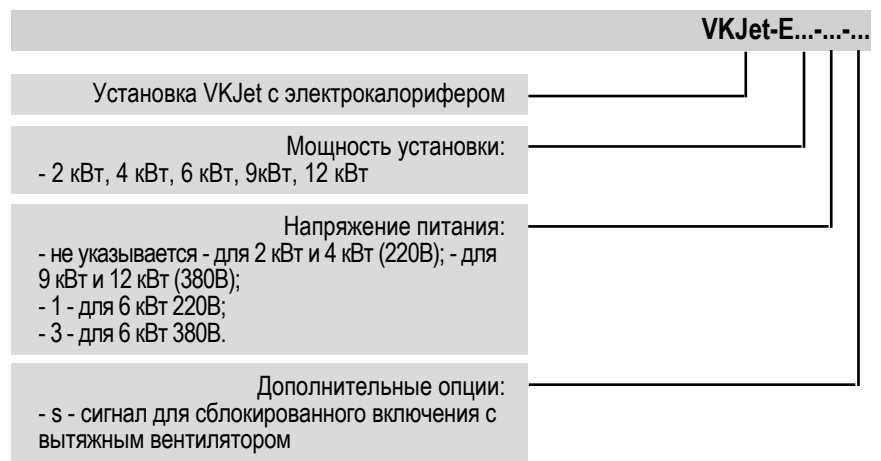 VKJet-E...-...-...
Установка VKJet с электрокалорифером
Мощность установки:
- 2 кВт, 4 кВт, 6 кВт, 9кВт, 12 кВт
Напряжение питания:
- не указывается - для 2 кВт и 4 кВт (220В); - для
9 кВт и 12 кВт (380В);
- 1 - для 6 кВт 220В;
- 3 - для 6 кВт 380В.
Дополнительные опции:
- s - сигнал для сблокированного включения с
вытяжным вентилятором